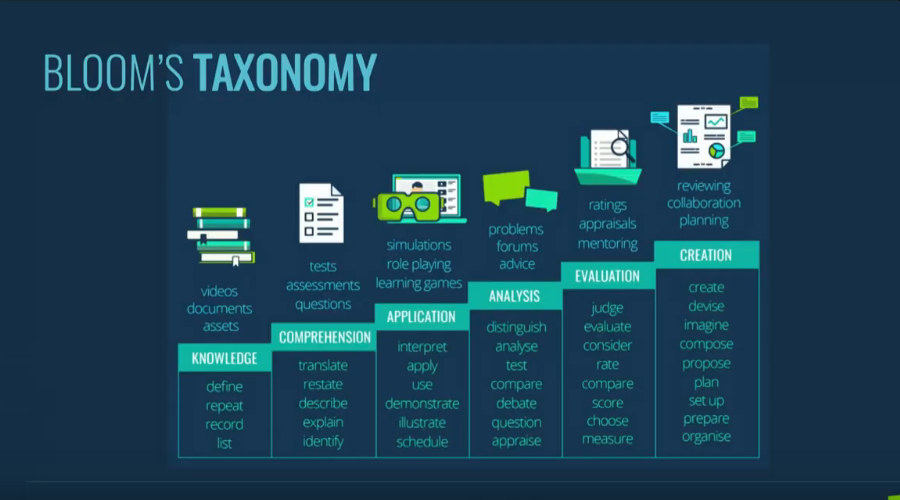 BLOOM'S TAXONOMY
videos
documents
assets
KNOWLEDGE
define
repeat
record
list
tests
assessments
questions
COMPREHENSION
translate
restate
describe
explain
identify
simulations
role playing
learning games
APPLICATION
interpret
apply
use
demonstrate
illustrate
schedule
problems
forums
advice
ANALYSIS
distinguish
analyse
test
compare
debate
question
appraise
ratings
appraisals
mentoring
EVALUATION
judge
evaluate
consider
rate
compare
score
choose
measure
reviewing
collaboration
planning
CREATION
create
devise
imagine
compose
propose
plan
set up
prepare
organise